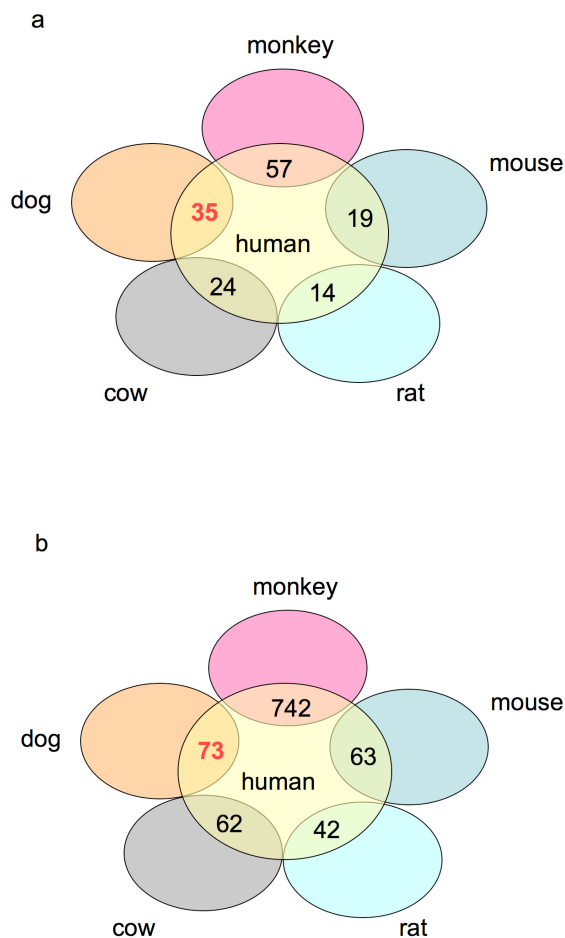 a
monkey
mouse
dog
57
35
19
human
24
14
cow
rat
b
monkey
mouse
dog
742
73
63
human
62
42
cow
rat